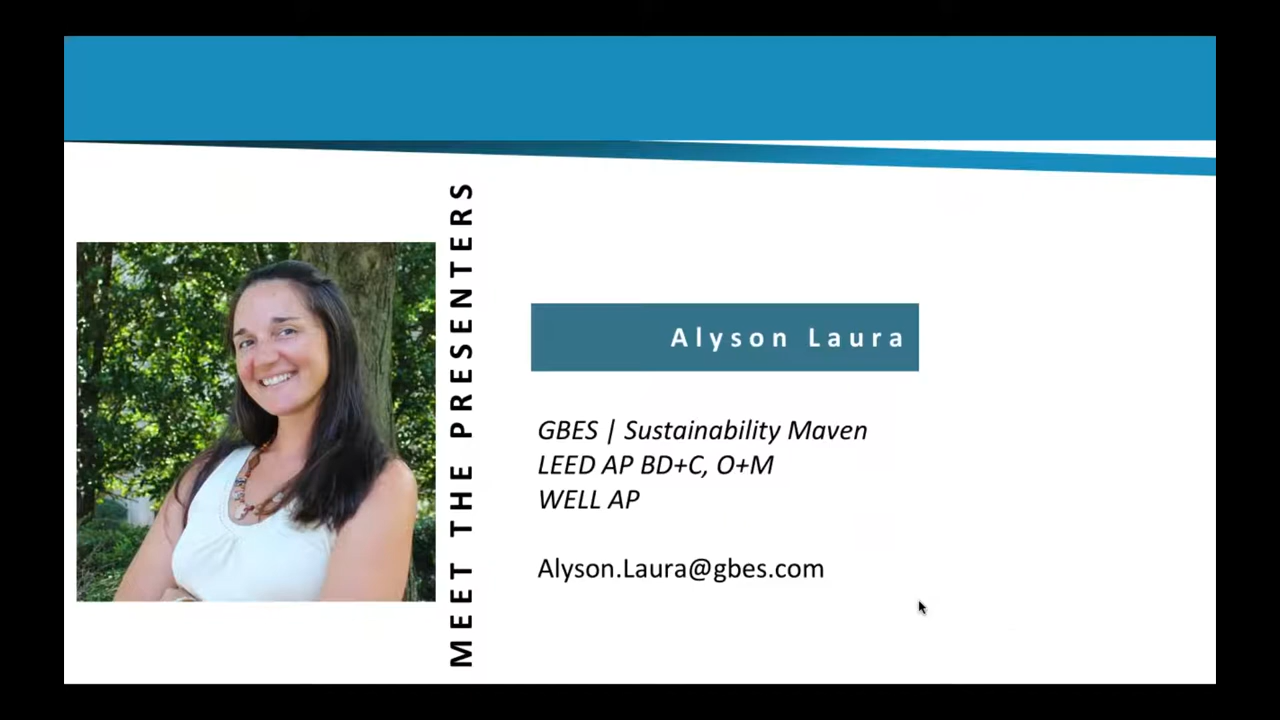 MEET THE PRESENTERS
Alyson Laura
GBES | Sustainability Maven
LEED AP BD+C, O+M
WELL AP
Alyson.Laura@gbes.com